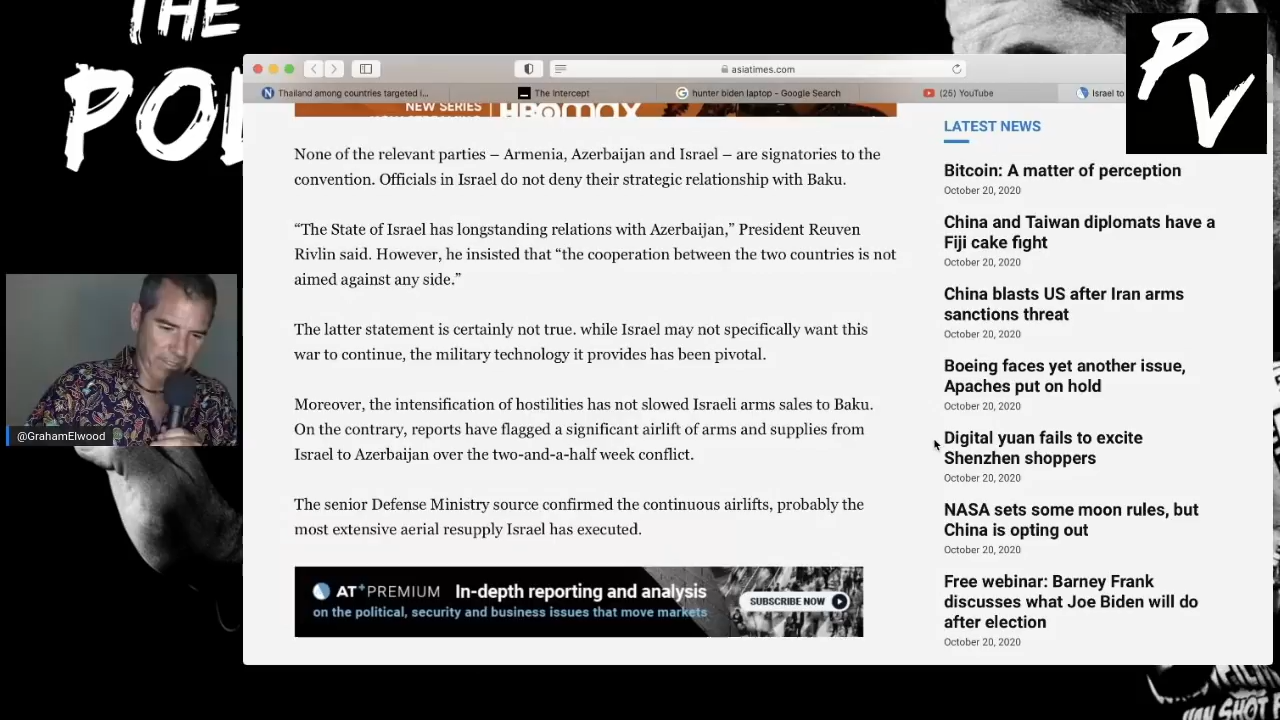 THE
PO
PV
asiatimes.com
Thailand among countries targeted i...
The Intercept
hunter biden laptop - Google Search
(26) YouTube
Israel to
NEW SERIES | HBOMAX
None of the relevant parties – Armenia, Azerbaijan and Israel – are signatories to the
convention. Officials in Israel do not deny their strategic relationship with Baku.
“The State of Israel has longstanding relations with Azerbaijan,” President Reuven
Rivlin said. However, he insisted that “the cooperation between the two countries is not
aimed against any side.”
The latter statement is certainly not true. while Israel may not specifically want this
war to continue, the military technology it provides has been pivotal.
Moreover, the intensification of hostilities has not slowed Israeli arms sales to Baku.
On the contrary, reports have flagged a significant airlift of arms and supplies from
Israel to Azerbaijan over the two-and-a-half week conflict.
The senior Defense Ministry source confirmed the continuous airlifts, probably the
most extensive aerial resupply Israel has executed.
AT+PREMIUM In-depth reporting and analysis
on the political, security and business issues that move markets
SUBSCRIBE NOW
LATEST NEWS
Bitcoin: A matter of perception
October 20, 2020
China and Taiwan diplomats have a
Fiji cake fight
October 20, 2020
China blasts US after Iran arms
sanctions threat
October 20, 2020
Boeing faces yet another issue,
Apaches put on hold
October 20, 2020
Digital yuan fails to excite
Shenzhen shoppers
October 20, 2020
NASA sets some moon rules, but
China is opting out
October 20, 2020
Free webinar: Barney Frank
discusses what Joe Biden will do
after election
October 20, 2020
@GrahamElwood